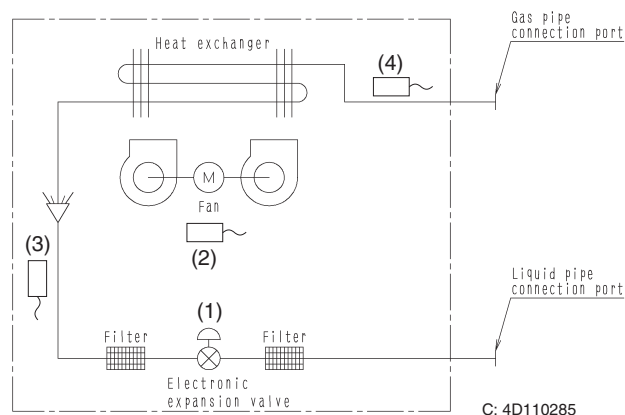 Gas pipe
connection port
Heat exchanger
(4)
M
Fan
(3)
(2)
Liquid pipe
connection port
(1)
Filter
Filter
Electronic
expansion valve
C: 4D110285